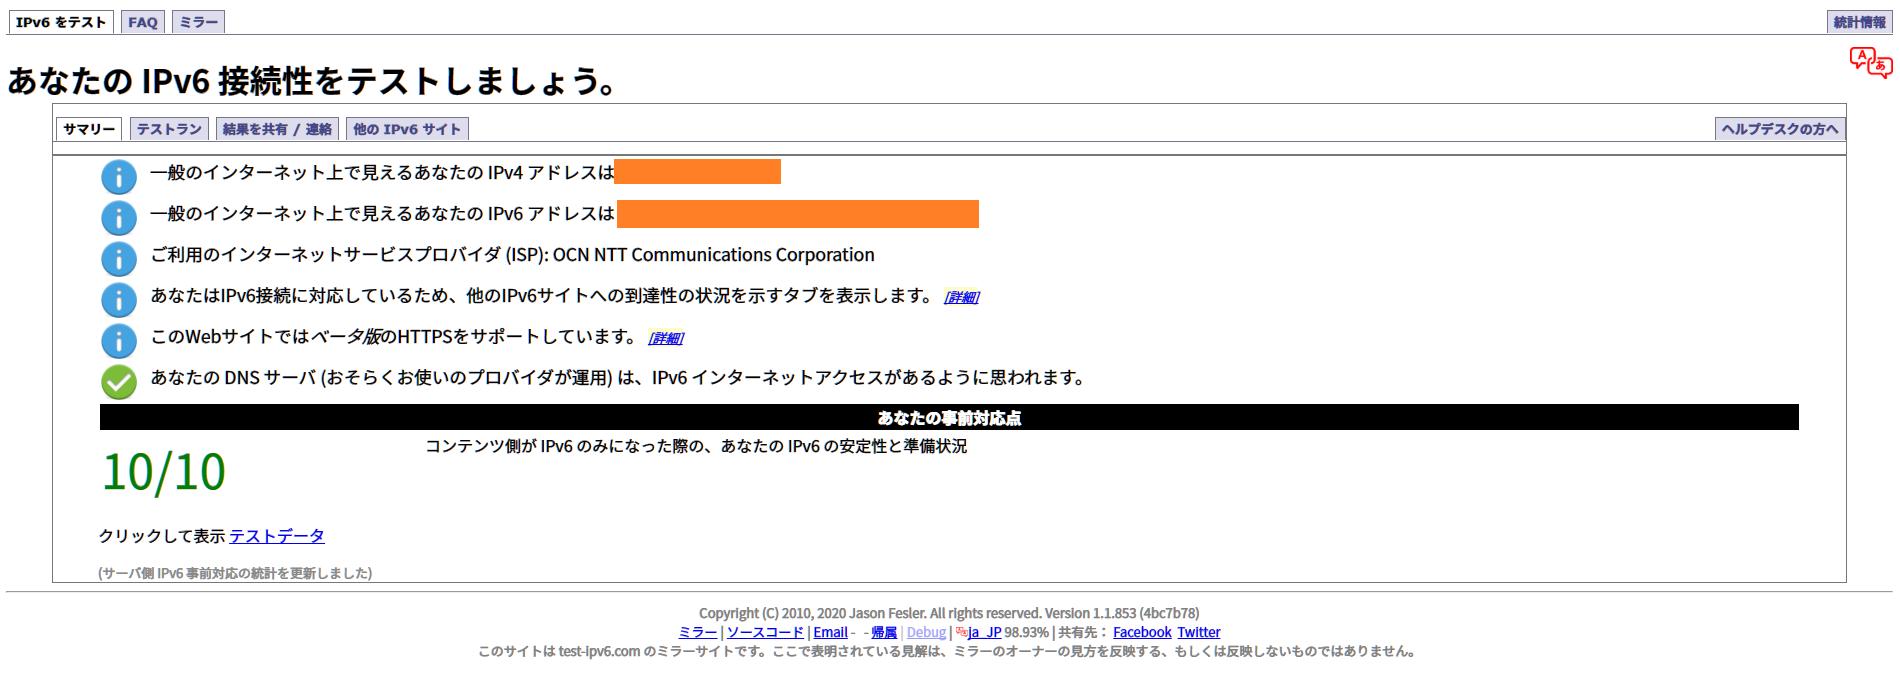 IPv6 をテスト FAQ ミラー 統計情報
あなたの IPv6 接続性をテストしましょう。
サマリー テストラン 結果を共有 / 連絡 他の IPv6 サイト ヘルプデスクの方へ
一般のインターネット上で見えるあなたの IPv4 アドレスは
一般のインターネット上で見えるあなたの IPv6 アドレスは
ご利用のインターネットサービスプロバイダ (ISP): OCN NTT Communications Corporation
あなたはIPv6接続に対応しているため、他のIPv6サイトへの到達性の状況を示すタブを表示します。 [詳細]
このWebサイトではベータ版のHTTPSをサポートしています。 [詳細]
あなたの DNS サーバ (おそらくお使いのプロバイダが運用) は、IPv6 インターネットアクセスがあるように思われます。
あなたの事前対応点
10/10 コンテンツ側が IPv6 のみになった際の、あなたの IPv6 の安定性と準備状況
クリックして表示 テストデータ
(サーバ側 IPv6 事前対応の統計を更新しました)
Copyright (C) 2010, 2020 Jason Fesler. All rights reserved. Version 1.1.853 (4bc7b78)
ミラー | ソースコード | Email - - 帰属 | Debug | ja_JP 98.93% | 共有先： Facebook Twitter
このサイトは test-ipv6.com のミラーサイトです。ここで表明されている見解は、ミラーのオーナーの見方を反映する、もしくは反映しないものではありません。